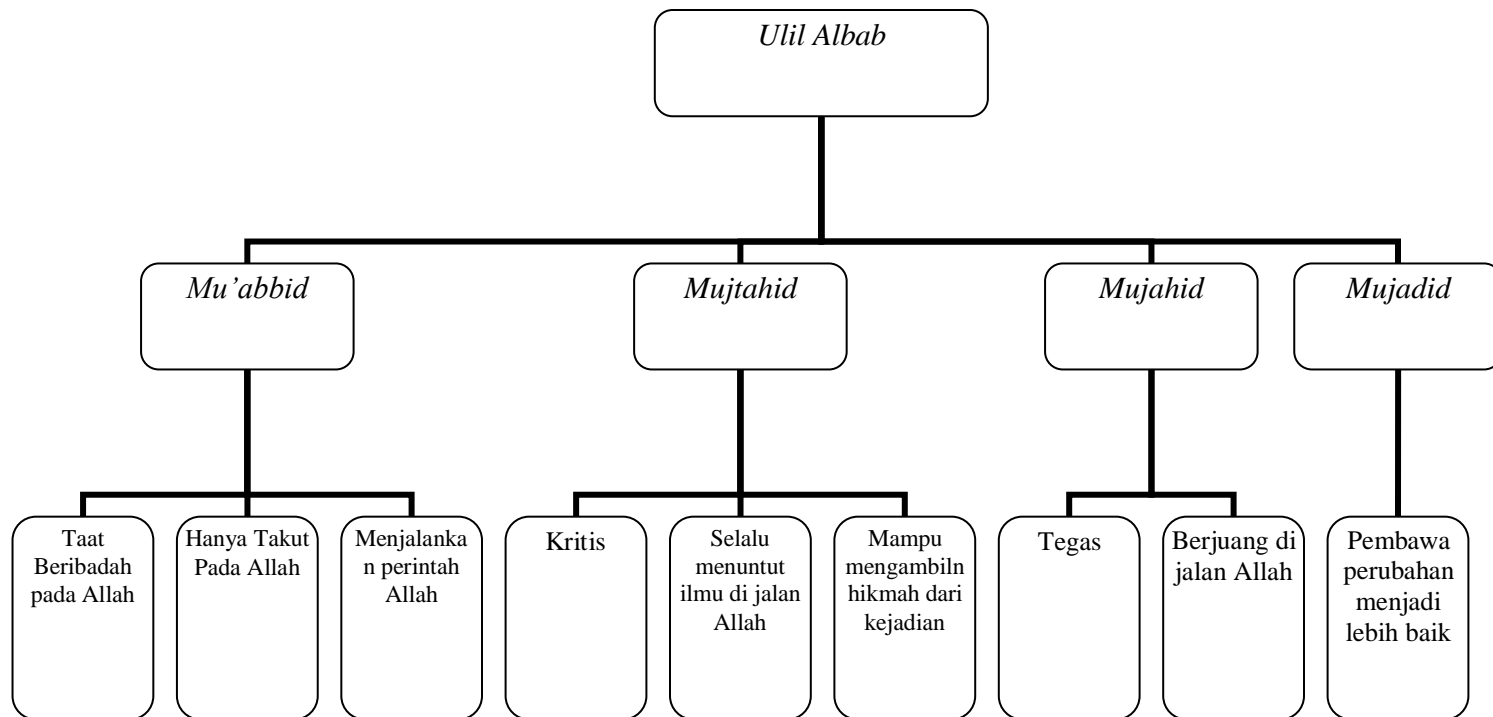 Ulil Albab
Mu’abbid
Mujtahid
Mujahid
Mujadid
Taat
Beribadah
pada Allah
Hanya Takut
Pada Allah
Menjalanka
n perintah
Allah
Kritis
Selalu
menuntut
ilmu di jalan
Allah
Mampu
mengambiln
hikmah dari
kejadian
Tegas
Berjuang di
jalan Allah
Pembawa
perubahan
menjadi
lebih baik